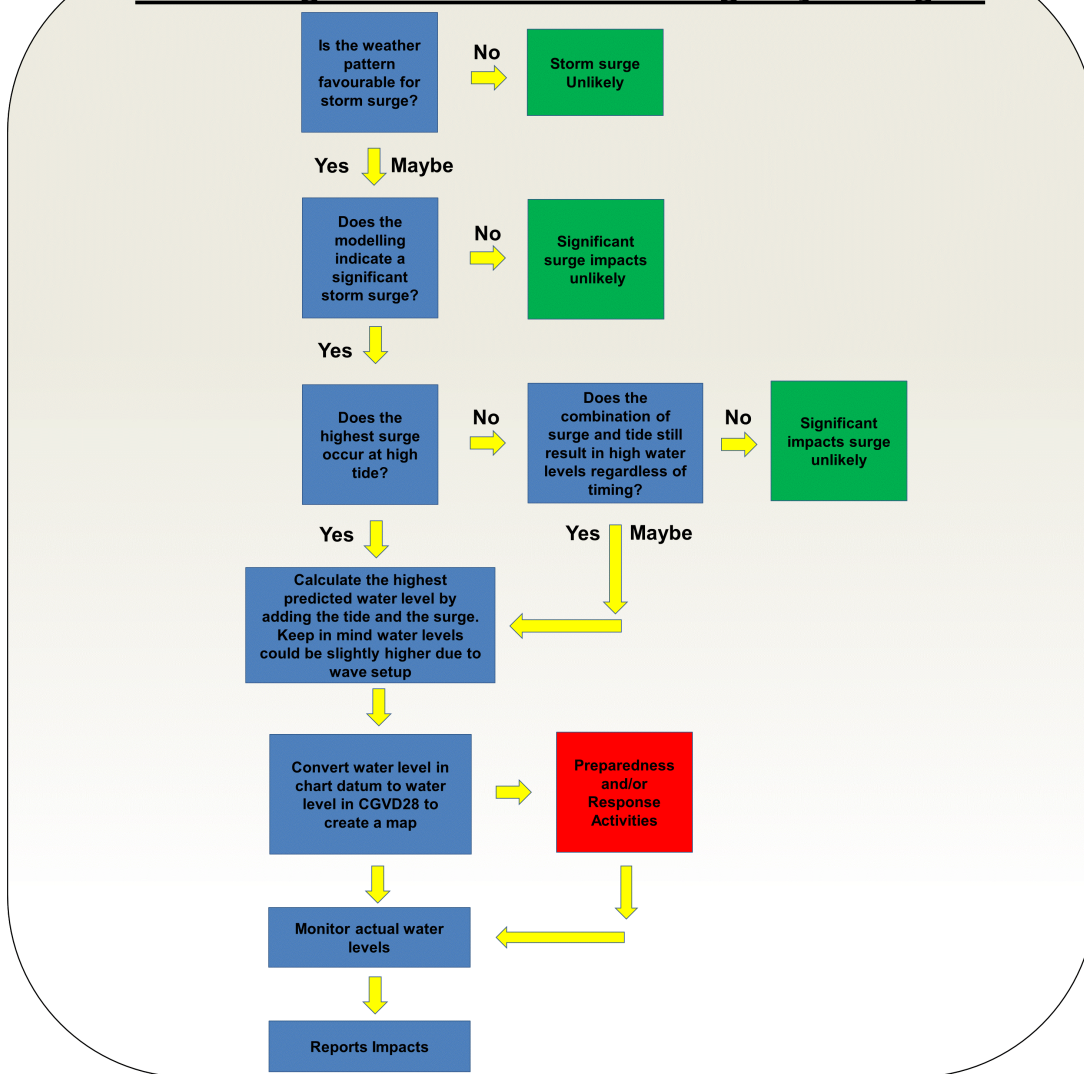 Is the weather
pattern
favourable for
storm surge?
No
Storm surge
Unlikely
Yes
Maybe
Does the
modelling
indicate a
significant
storm surge?
No
Significant
surge impacts
unlikely
Yes
Does the
highest surge
occur at high
tide?
No
Does the
combination of
surge and tide still
result in high water
levels regardless of
timing?
No
Significant
impacts surge
unlikely
Yes
Yes
Maybe
Calculate the highest
predicted water level by
adding the tide and the surge.
Keep in mind water levels
could be slightly higher due to
wave setup
Convert water level in
chart datum to water
level in CGVD28 to
create a map
Preparedness
and/or
Response
Activities
Monitor actual water
levels
Reports Impacts